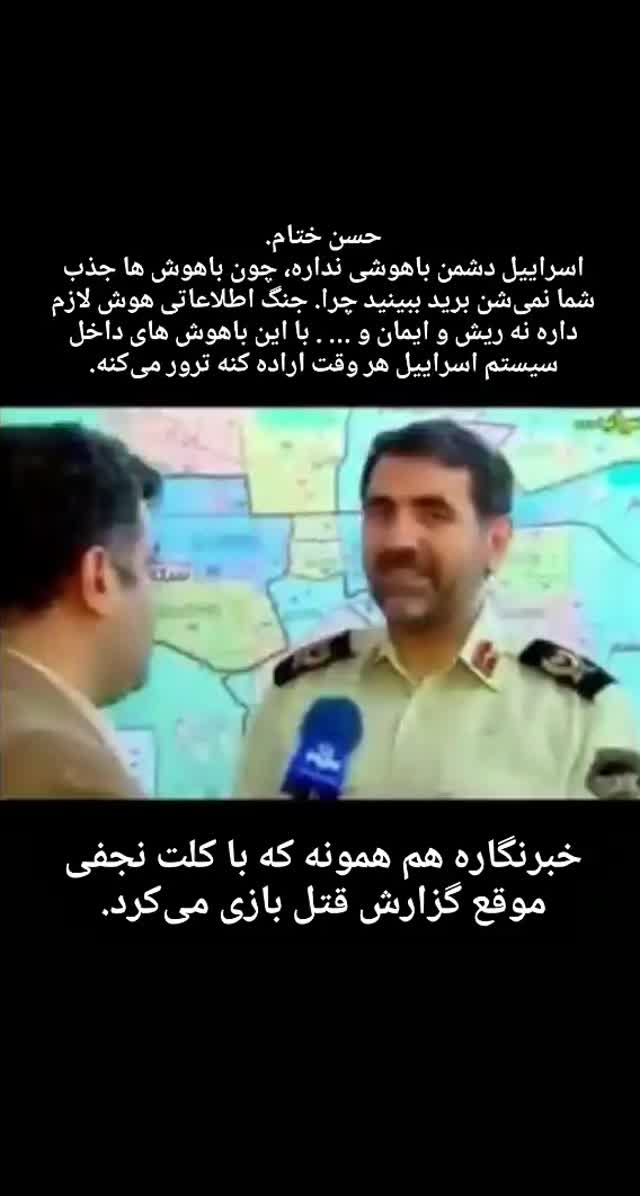 حسن ختام.
اسراییل دشمن باهوشی نداره، چون باهوش ها جذب
شما نمی‌شن برید ببینید چرا. جنگ اطلاعاتی هوش لازم
داره نه ریش و ایمان و ... . با این باهوش های داخل
سیستم اسراییل هر وقت اراده کنه ترور می‌کنه.
خبرنگاره هم همونه که با کلت نجفی
موقع گزارش قتل بازی می‌کرد.